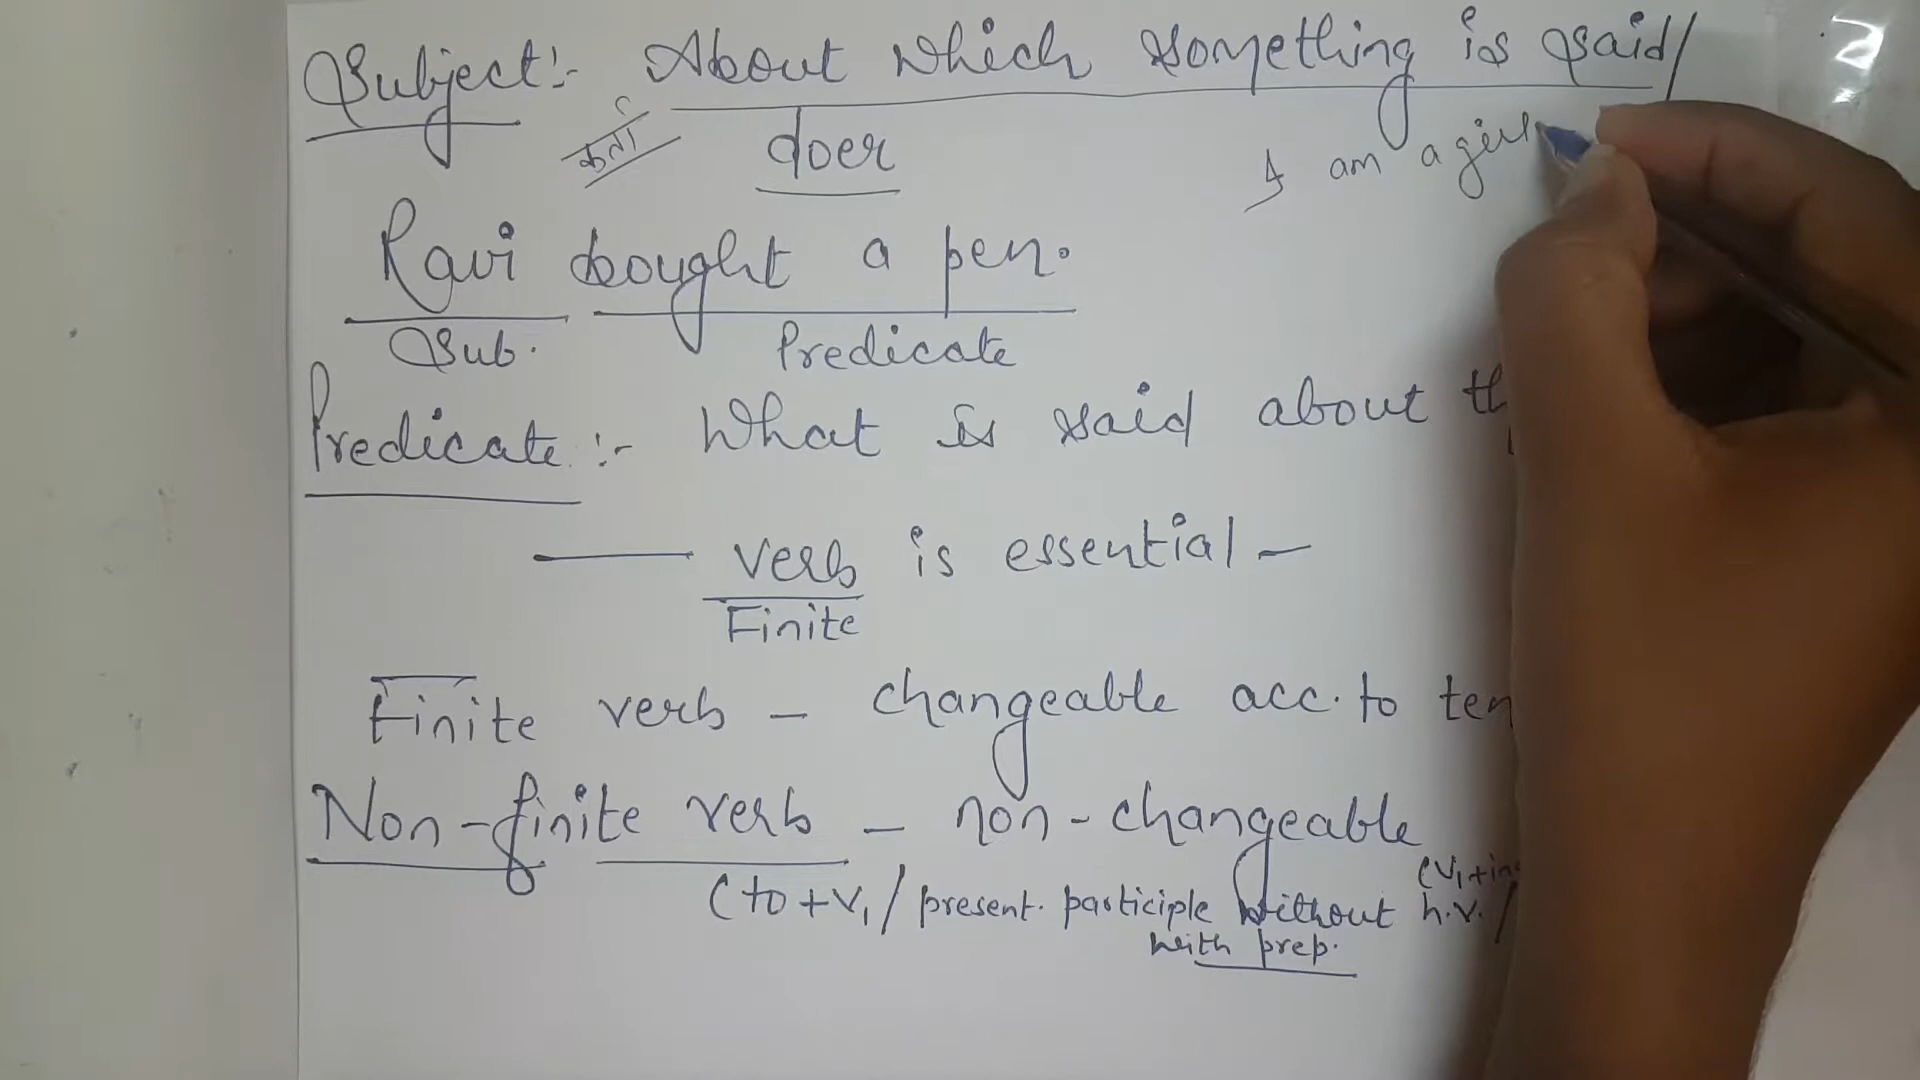 Subject:- About which something is said/
कर्ता
doer
I am a girl
Ravi bought a pen.
Sub. Predicate
Predicate:- What is said about
— verb is essential —
Finite
Finite verb - changeable acc. to
Non-finite verb - non-changeable
(to + V1 / present. participle without h.v. /
with prep.